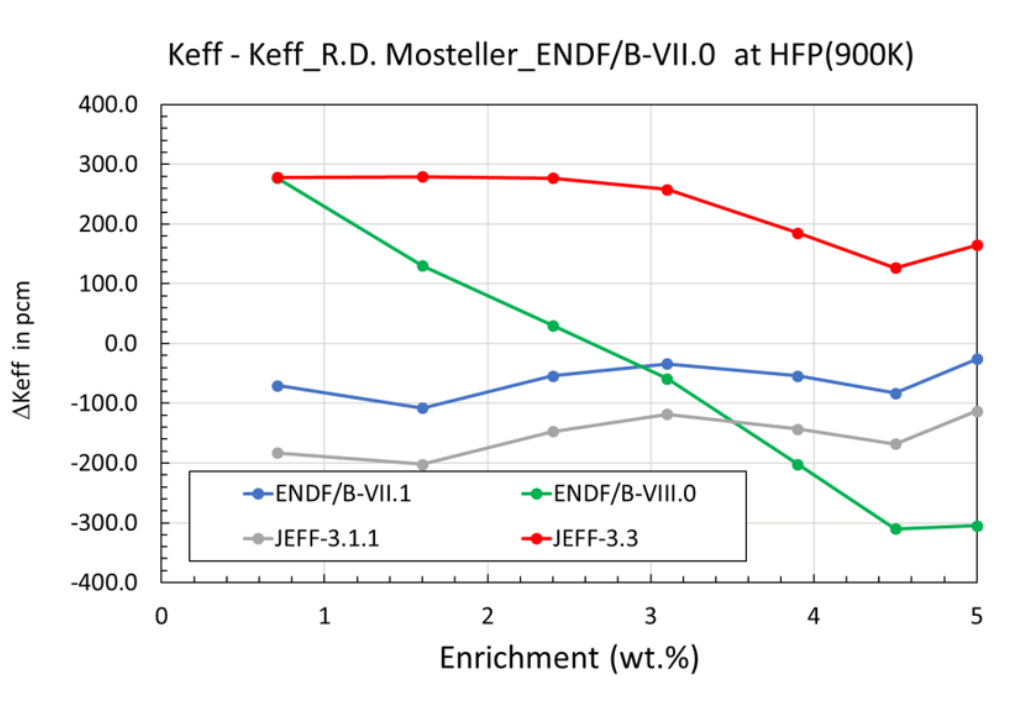 Keff - Keff_R.D. Mosteller_ENDF/B-VII.0 at HFP(900K)
400.0
300.0
200.0
100.0
0.0
-100.0
-200.0
-300.0
-400.0
ΔKeff in pcm
ENDF/B-VII.1
ENDF/B-VIII.0
JEFF-3.1.1
JEFF-3.3
0 1 2 3 4 5
Enrichment (wt.%)